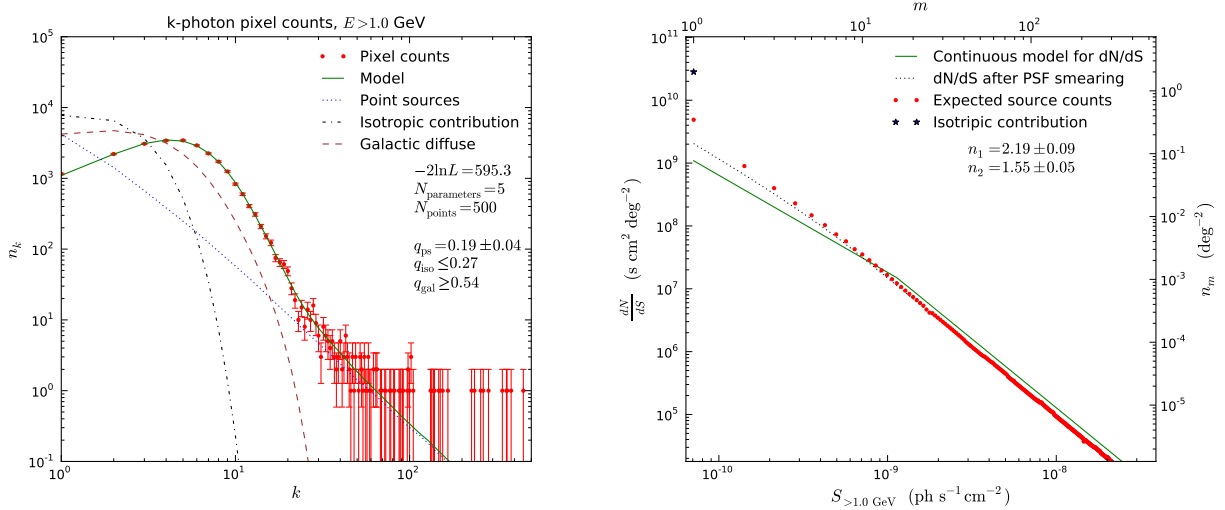 k-photon pixel counts, E>1.0 GeV
10^5
10^4
10^3
10^2
10^1
10^0
10^-1
n_k
10^0
10^1
10^2
k
Pixel counts
Model
Point sources
Isotropic contribution
Galactic diffuse
−2lnL=595.3
N_parameters=5
N_points=500
q_ps=0.19±0.04
q_iso≤0.27
q_gal≥0.54
m
10^0
10^1
10^2
10^11
10^10
10^9
10^8
10^7
10^6
10^5
dN/dS (s cm^2 deg^-2)
Continuous model for dN/dS
dN/dS after PSF smearing
Expected source counts
Isotripic contribution
n_1=2.19±0.09
n_2=1.55±0.05
10^0
10^-1
10^-2
10^-3
10^-4
10^-5
n_m (deg^-2)
10^-10
10^-9
10^-8
S_>1.0 GeV (ph s^-1 cm^-2)